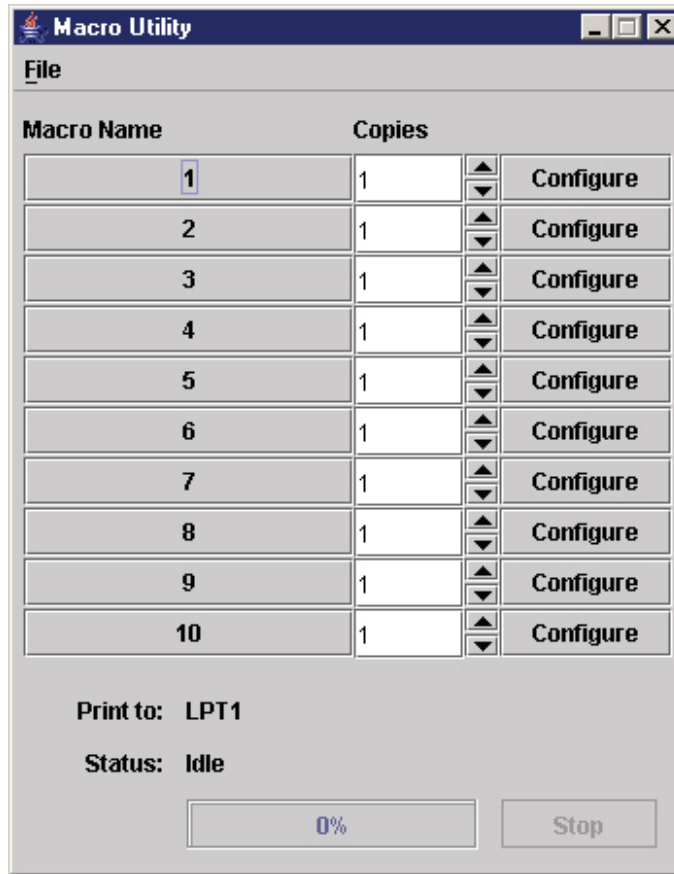 Macro Utility
File
Macro Name Copies
1 1 Configure
2 1 Configure
3 1 Configure
4 1 Configure
5 1 Configure
6 1 Configure
7 1 Configure
8 1 Configure
9 1 Configure
10 1 Configure
Print to: LPT1
Status: Idle
0% Stop